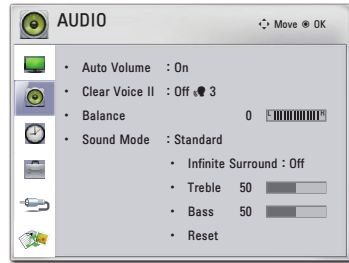 AUDIO
Move OK
• Auto Volume : On
• Clear Voice II : Off 3
• Balance 0 L R
• Sound Mode : Standard
• Infinite Surround : Off
• Treble 50
• Bass 50
• Reset